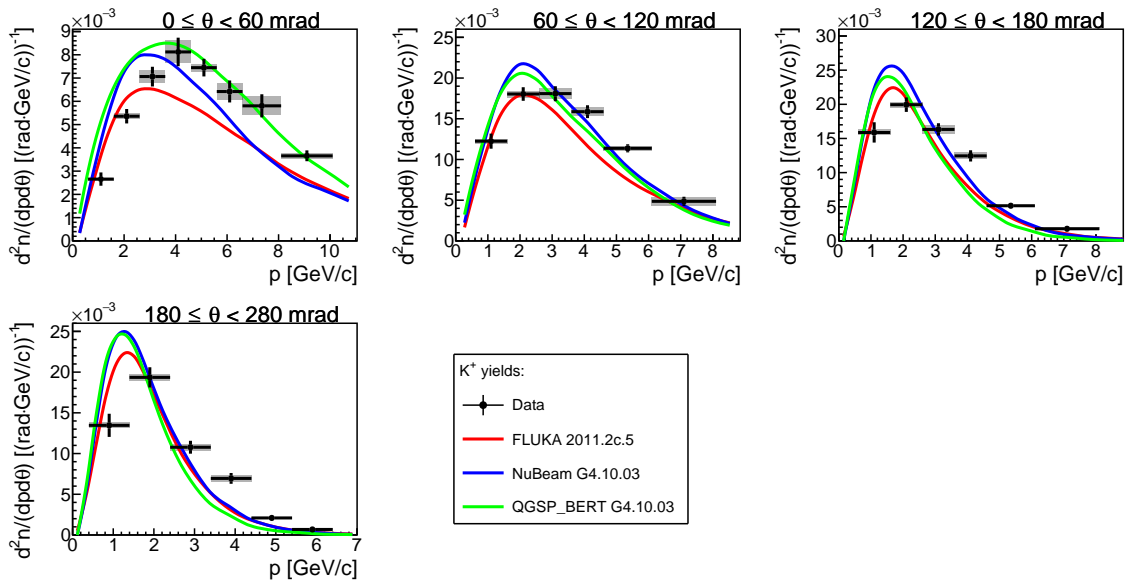 ×10⁻³ 0 ≤ θ < 60 mrad
d²n/(dpdθ) [(rad·GeV/c))⁻¹]
9
8
7
6
5
4
3
2
1
0
0 2 4 6 8 10
p [GeV/c]
×10⁻³ 60 ≤ θ < 120 mrad
d²n/(dpdθ) [(rad·GeV/c))⁻¹]
25
20
15
10
5
0
0 1 2 3 4 5 6 7 8
p [GeV/c]
×10⁻³ 120 ≤ θ < 180 mrad
d²n/(dpdθ) [(rad·GeV/c))⁻¹]
30
25
20
15
10
5
0
0 1 2 3 4 5 6 7 8
p [GeV/c]
×10⁻³ 180 ≤ θ < 280 mrad
d²n/(dpdθ) [(rad·GeV/c))⁻¹]
25
20
15
10
5
0
0 1 2 3 4 5 6 7
p [GeV/c]
K⁺ yields:
Data
FLUKA 2011.2c.5
NuBeam G4.10.03
QGSP_BERT G4.10.03